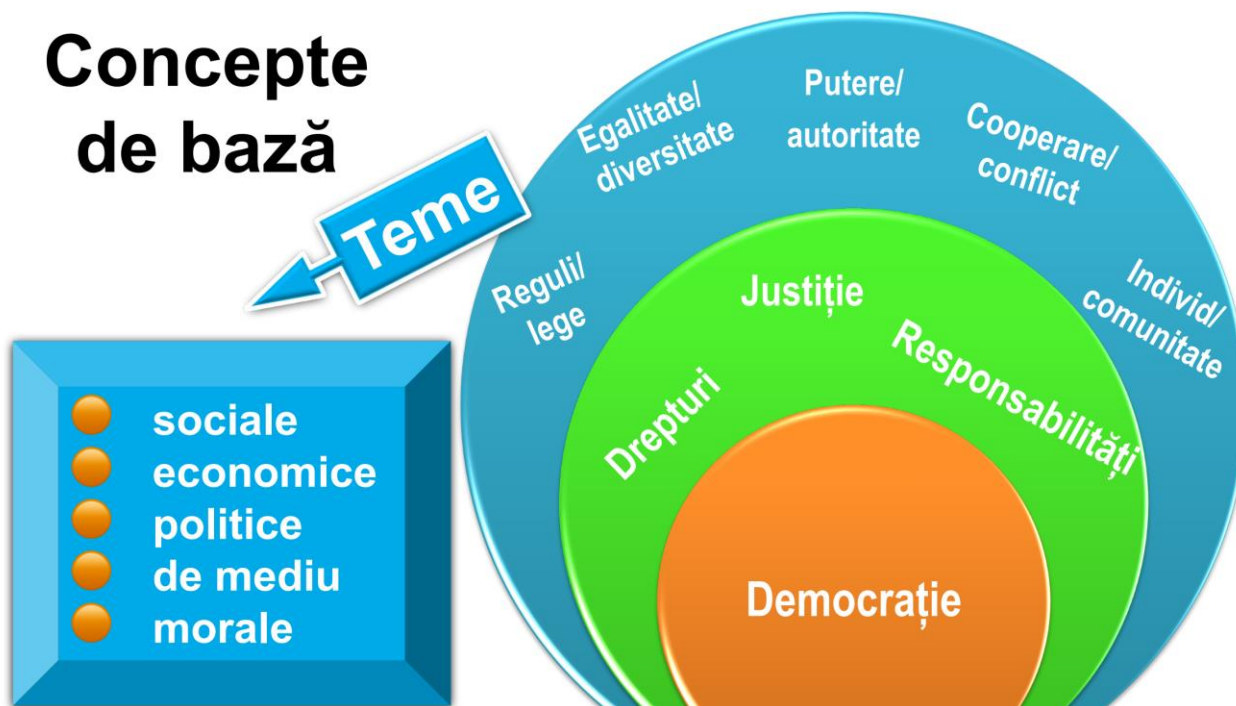 Concepte
de bază
Teme
sociale
economice
politice
de mediu
morale
Reguli/
lege
Egalitate/
diversitate
Putere/
autoritate
Cooperare/
conflict
Individ/
comunitate
Drepturi
Justiție
Responsabilități
Democrație